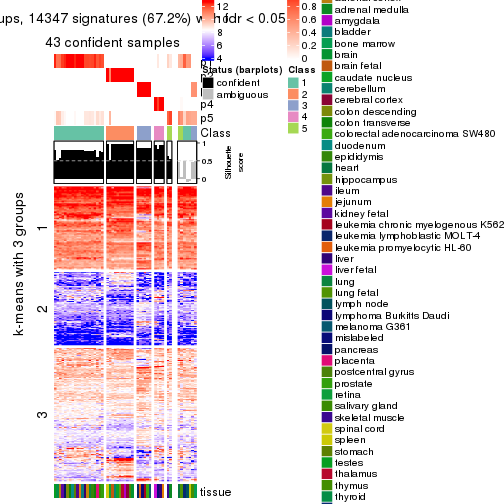 ups, 14347 signatures (67.2%) with fdr < 0.05
43 confident samples
12
10
8
6
4
0.8
0.6
0.4
0.2
0
p2
p3
p4
p5
Class
Status (barplots)
confident
ambiguous
Class
1
2
3
4
5
1
0.5
0
Silhouette
score
k-means with 3 groups
1
2
3
tissue
adrenal medulla
amygdala
bladder
bone marrow
brain
brain fetal
caudate nucleus
cerebellum
cerebral cortex
colon descending
colon transverse
colorectal adenocarcinoma SW480
duodenum
epididymis
heart
hippocampus
ileum
jejunum
kidney fetal
leukemia chronic myelogenous K562
leukemia lymphoblastic MOLT-4
leukemia promyelocytic HL-60
liver
liver fetal
lung
lung fetal
lymph node
lymphoma Burkitts Daudi
melanoma G361
mislabeled
pancreas
placenta
postcentral gyrus
prostate
retina
salivary gland
skeletal muscle
spinal cord
spleen
stomach
testes
thalamus
thymus
thyroid